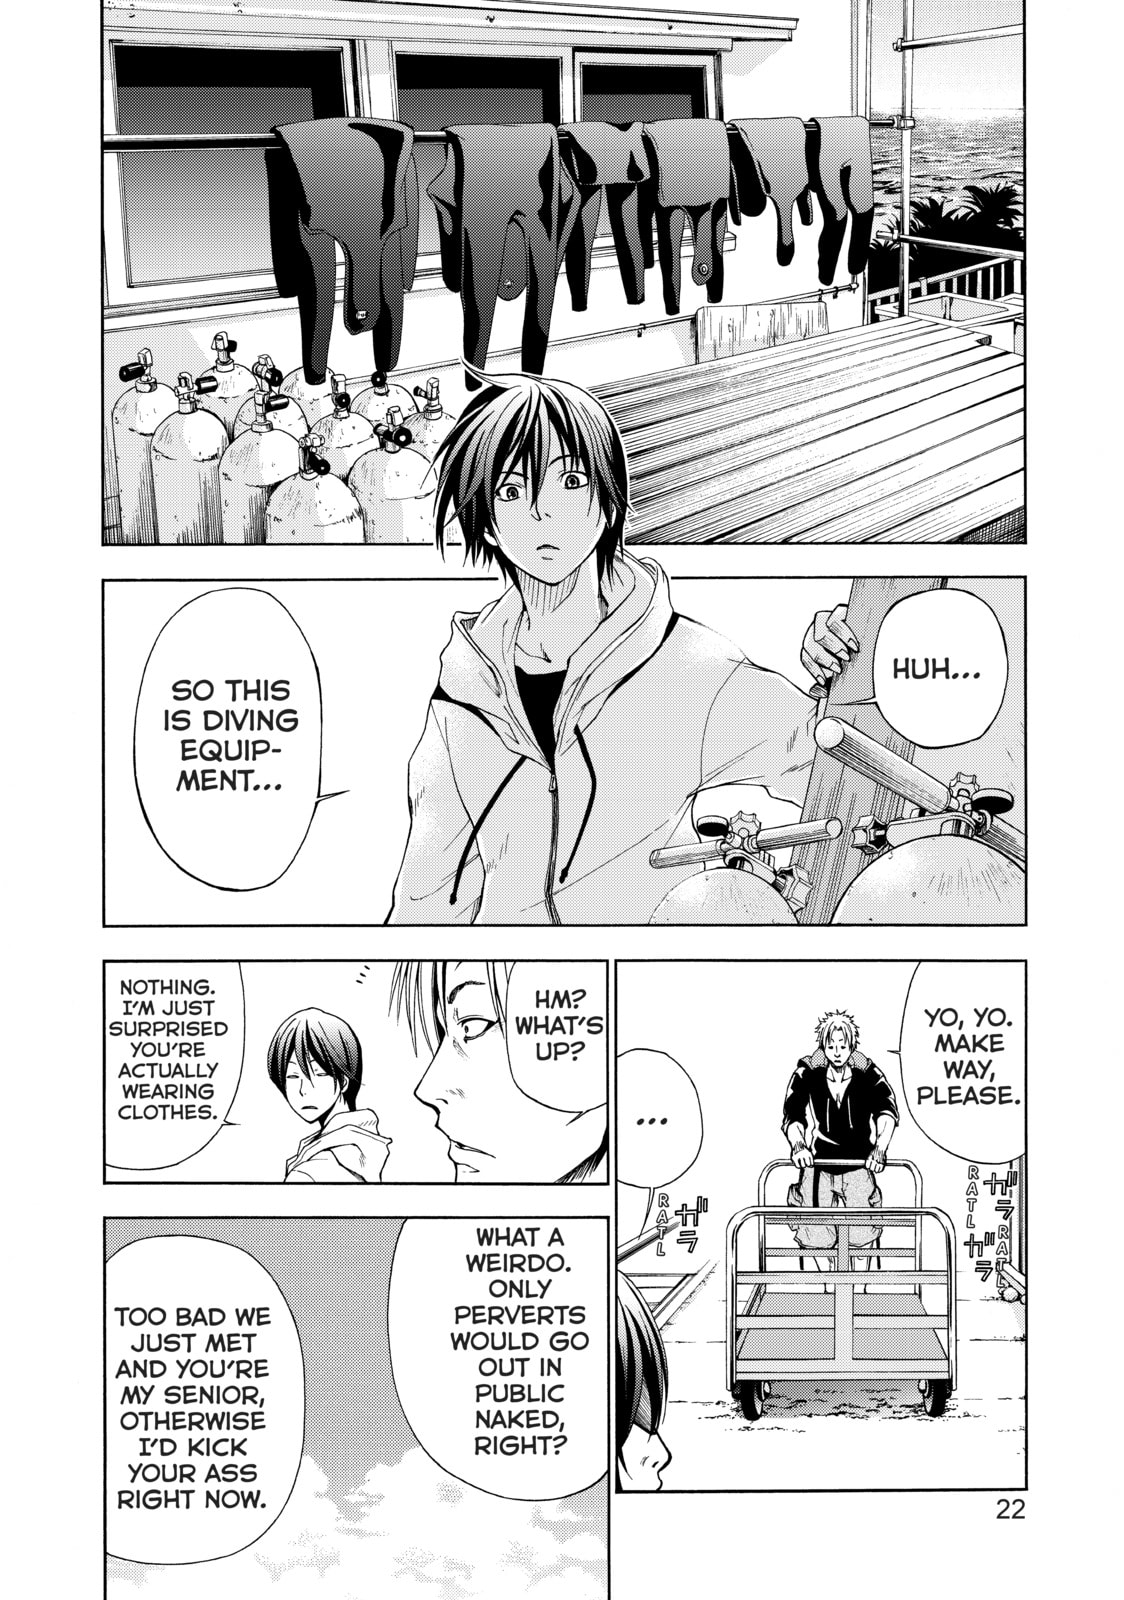 HUH...
SO THIS
IS DIVING
EQUIP-
MENT...
YO, YO.
MAKE
WAY,
PLEASE.
ガラ
RATL
ガラ
RATL
...
ガラ
RATL
HM?
WHAT'S
UP?
NOTHING.
I'M JUST
SURPRISED
YOU'RE
ACTUALLY
WEARING
CLOTHES.
WHAT A
WEIRDO.
ONLY
PERVERTS
WOULD GO
OUT IN
PUBLIC
NAKED,
RIGHT?
TOO BAD WE
JUST MET
AND YOU'RE
MY SENIOR,
OTHERWISE
I'D KICK
YOUR ASS
RIGHT NOW.
22